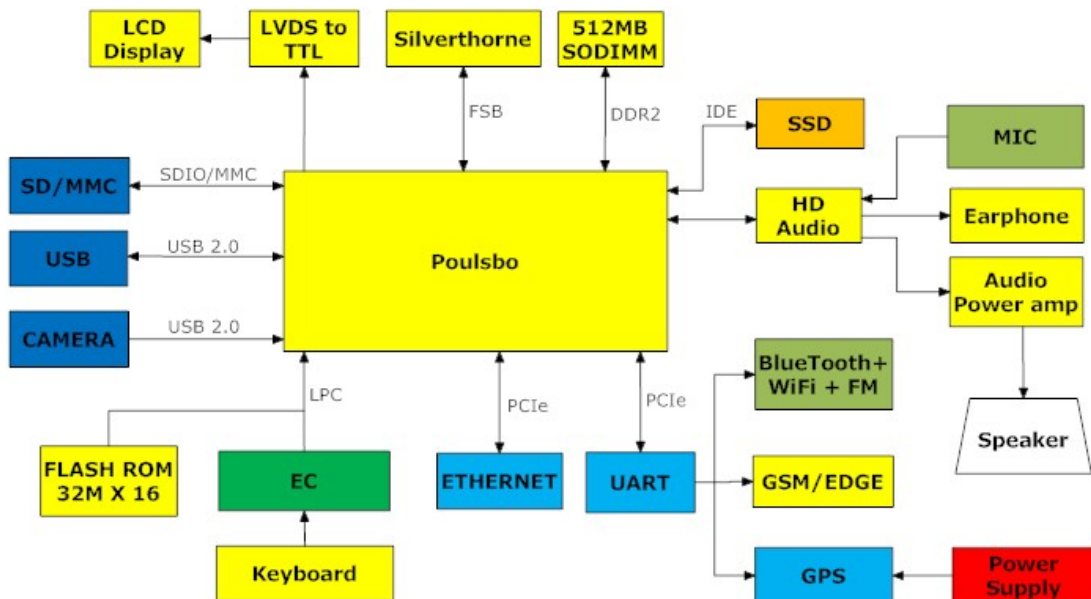 LCD
Display
LVDS to
TTL
Silverthorne
512MB
SODIMM
FSB
DDR2
IDE
SSD
MIC
SD/MMC
SDIO/MMC
HD
Audio
Earphone
USB
USB 2.0
Poulsbo
Audio
Power amp
CAMERA
USB 2.0
LPC
PCIe
PCIe
BlueTooth+
WiFi + FM
Speaker
FLASH ROM
32M X 16
EC
ETHERNET
UART
GSM/EDGE
Keyboard
GPS
Power
Supply